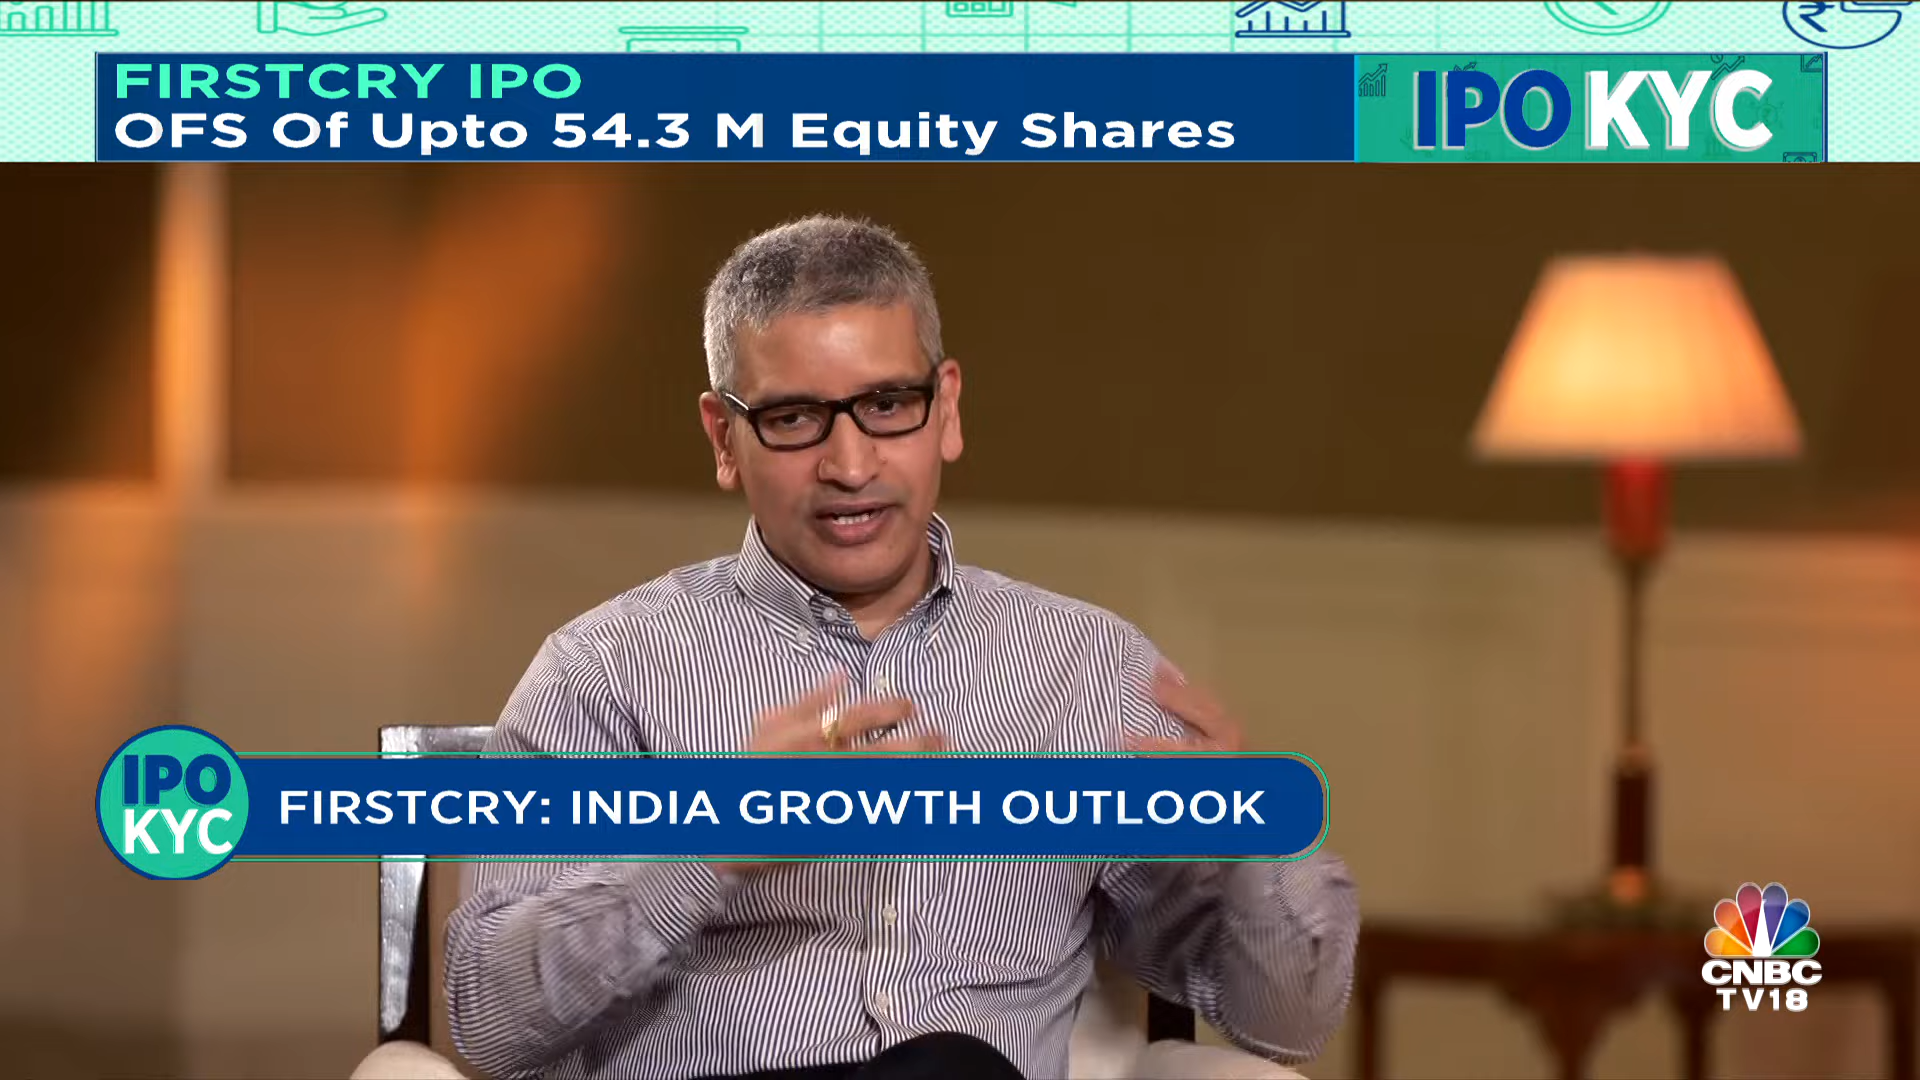 FIRSTCRY IPO
OFS Of Upto 54.3 M Equity Shares
IPO KYC
IPO
KYC
FIRSTCRY: INDIA GROWTH OUTLOOK
CNBC
TV18